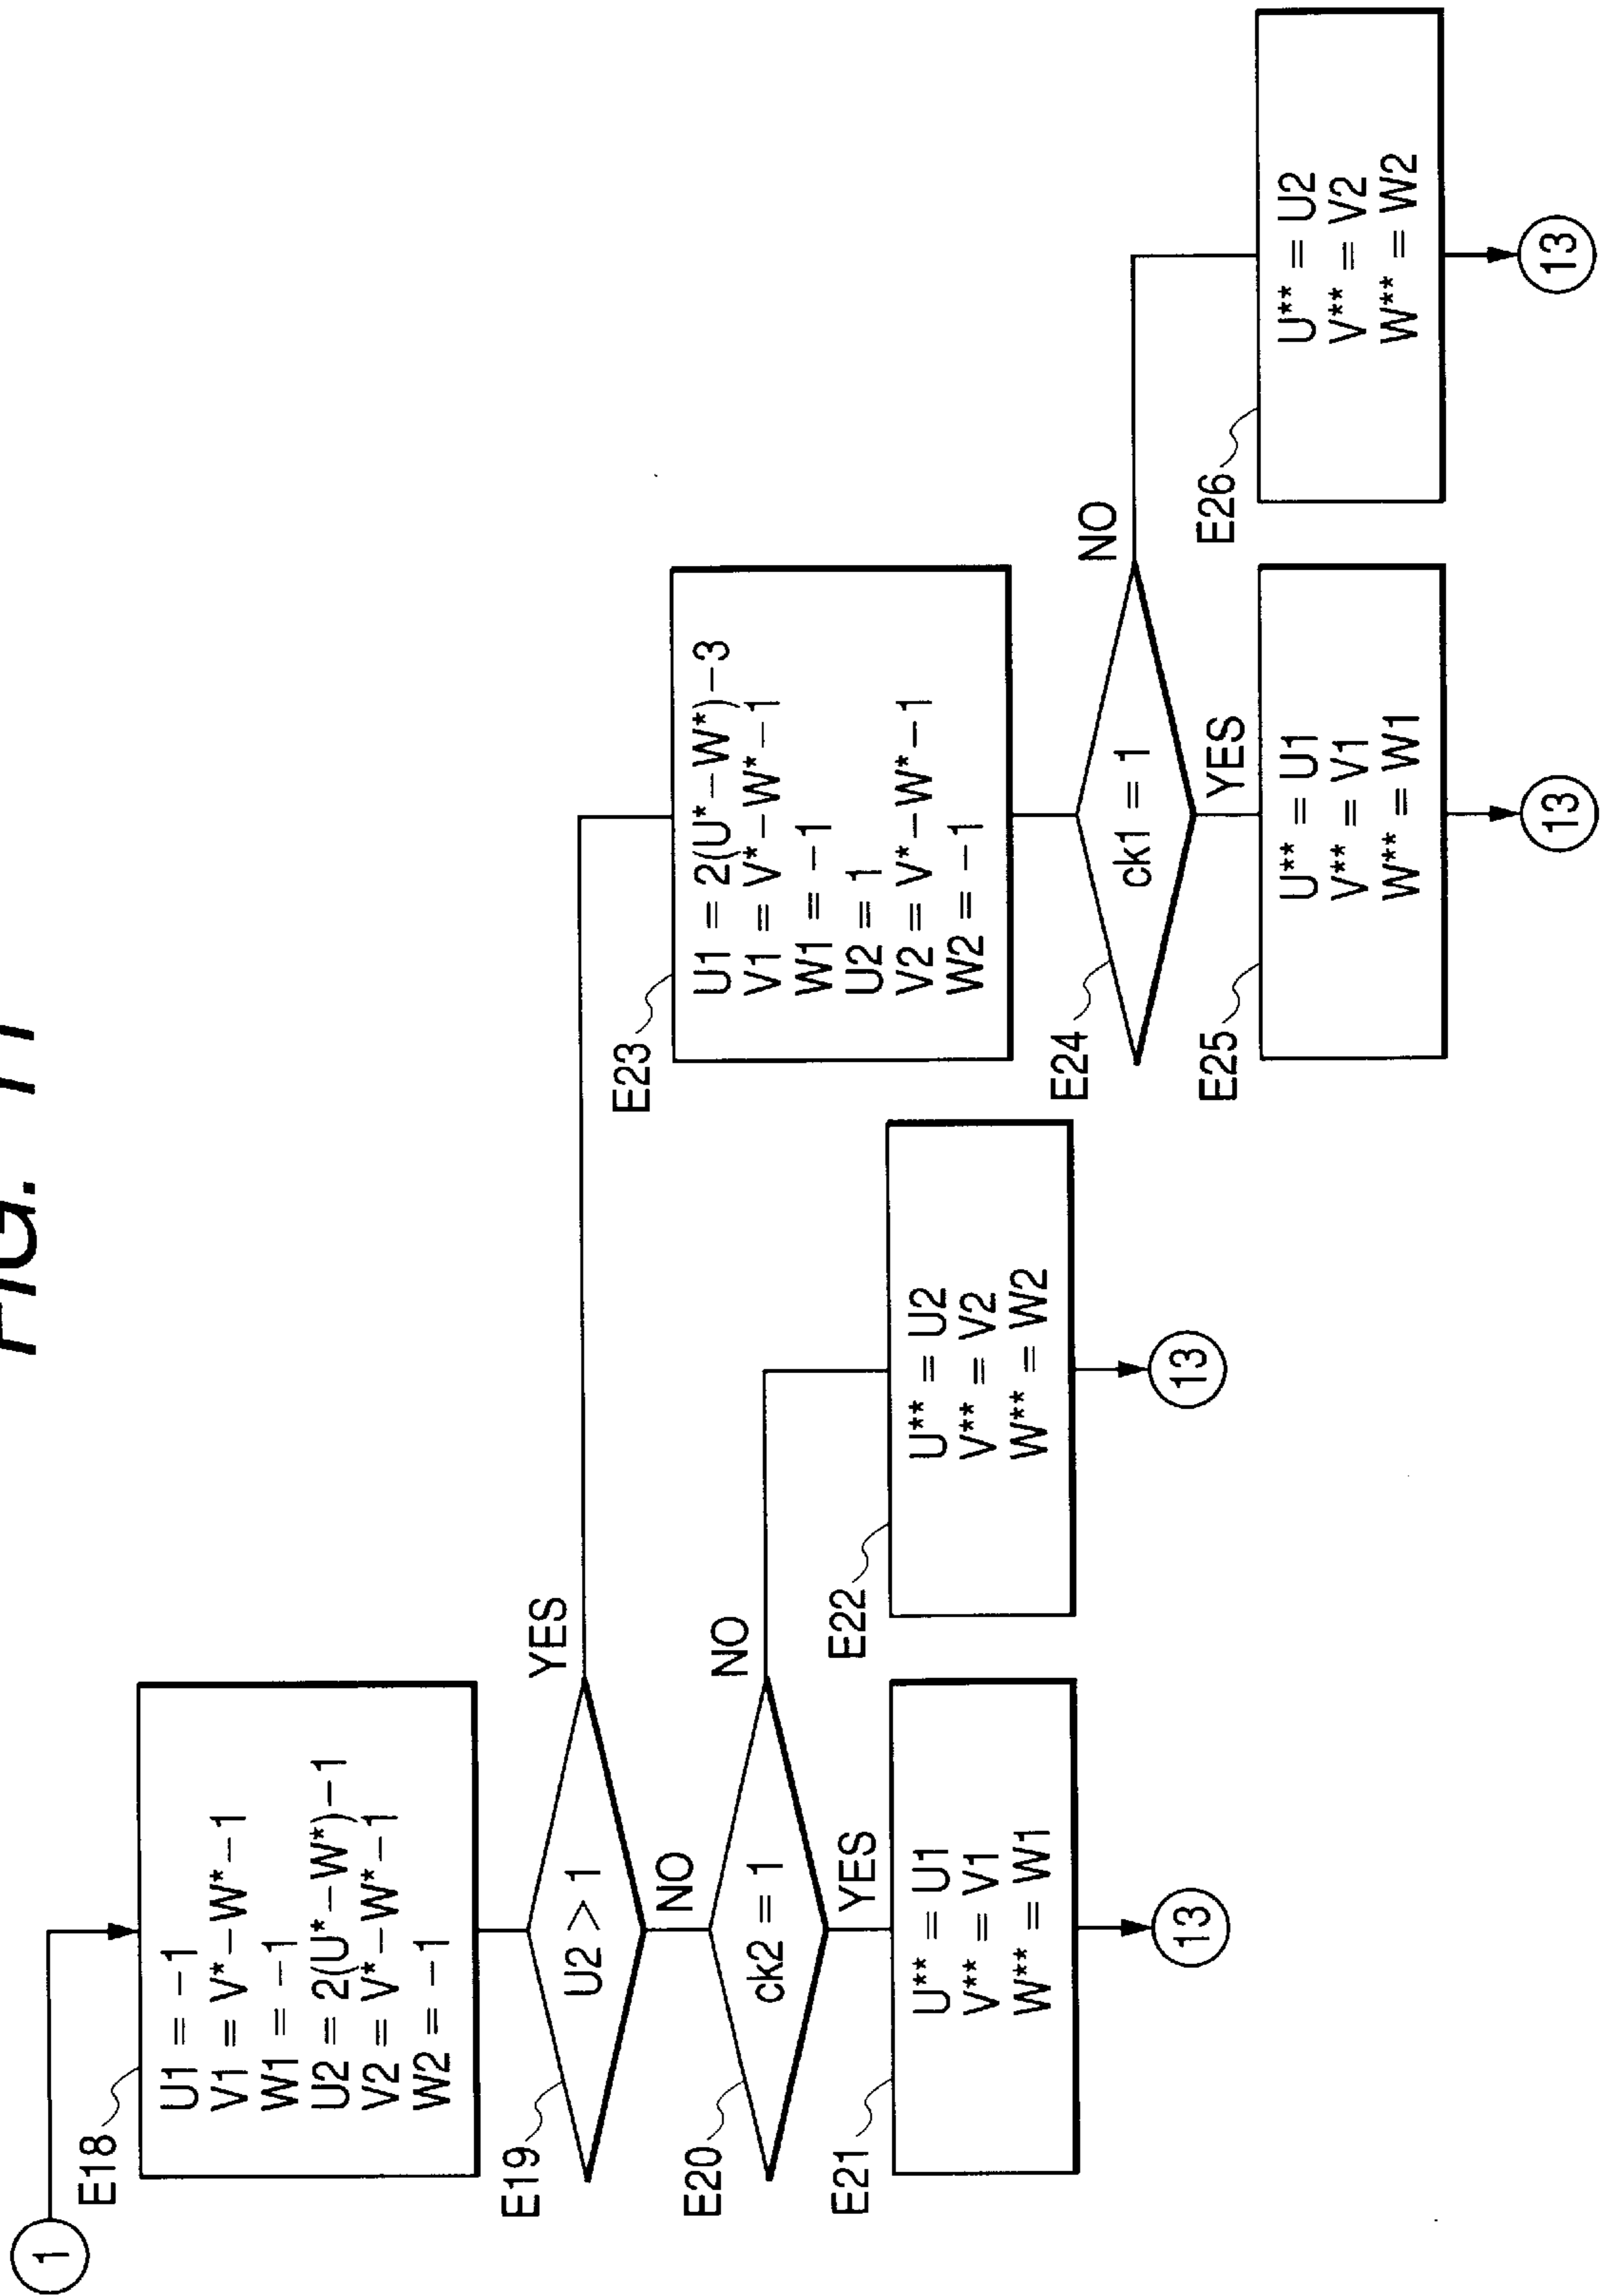 FIG. 11
1
E18
U1 = -1
V1 = V*-W*-1
W1 = -1
U2 = 2(U*-W*)-1
V2 = V*-W*-1
W2 = -1
E19
U2 > 1
YES
NO
E20
ck2 = 1
NO
YES
E21
U** = U1
V** = V1
W** = W1
13
E22
U** = U2
V** = V2
W** = W2
13
E23
U1 = 2(U*-W*)-3
V1 = V*-W*-1
W1 = -1
U2 = 1
V2 = V*-W*-1
W2 = -1
E24
ck1 = 1
NO
YES
E25
U** = U1
V** = V1
W** = W1
13
E26
U** = U2
V** = V2
W** = W2
13